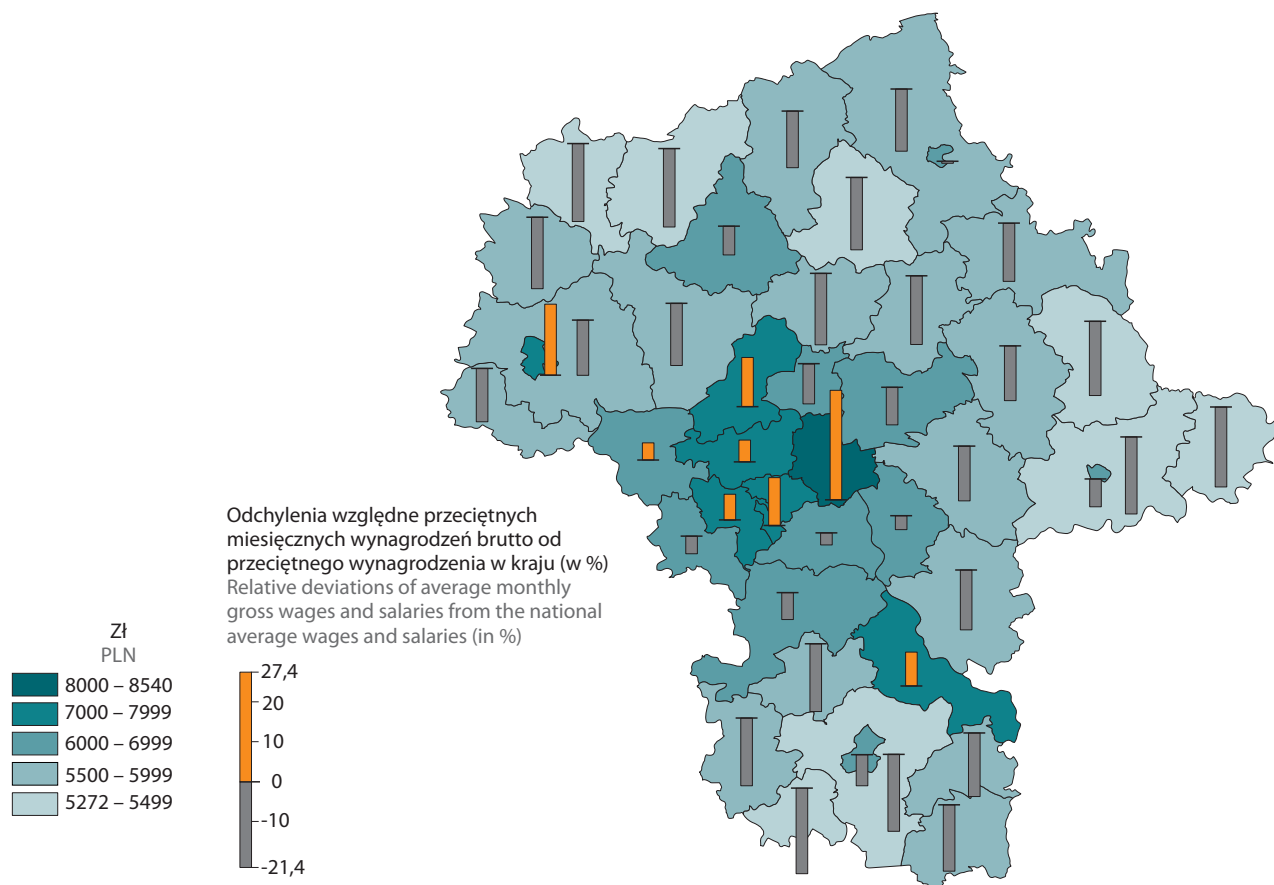 Odchylenia względne przeciętnych
miesięcznych wynagrodzeń brutto od
przeciętnego wynagrodzenia w kraju (w %)
Relative deviations of average monthly
gross wages and salaries from the national
average wages and salaries (in %)
Zł
PLN
8000 – 8540
7000 – 7999
6000 – 6999
5500 – 5999
5272 – 5499
27,4
20
10
0
-10
-21,4